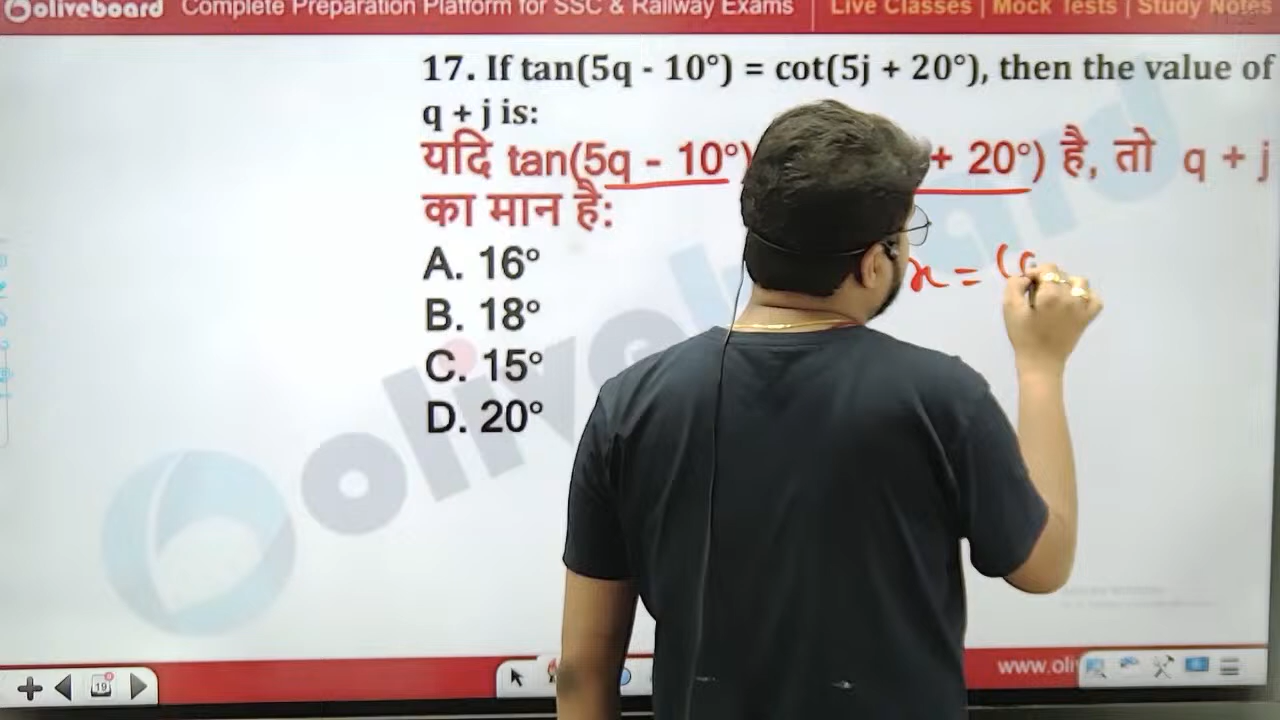 oliveboard Complete Preparation Platform for SSC & Railway Exams Live Classes | Mock Tests | Study Notes
17. If tan(5q - 10°) = cot(5j + 20°), then the value of
q + j is:
यदि tan(5q - 10°) + 20°) है, तो q + j
का मान है:
A. 16°
x = (o
B. 18°
C. 15°
D. 20°
oliveboard
www.oli
19